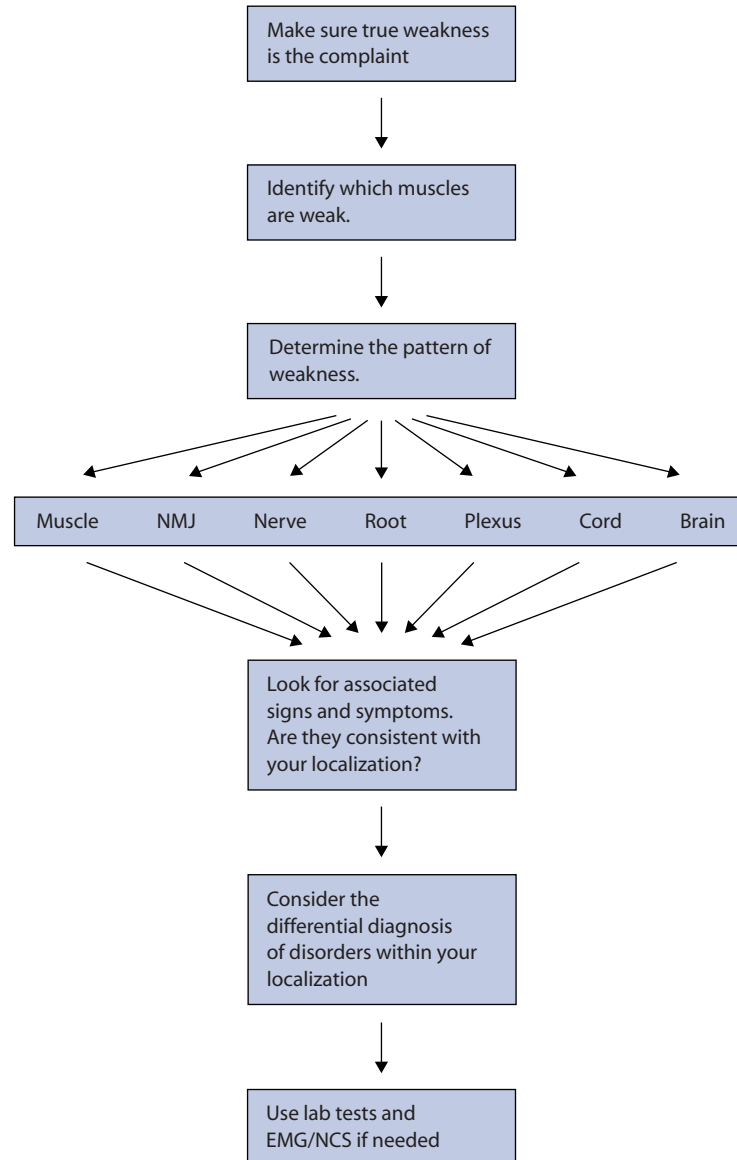 Make sure true weakness
is the complaint
Identify which muscles
are weak.
Determine the pattern of
weakness.
Muscle NMJ Nerve Root Plexus Cord Brain
Look for associated
signs and symptoms.
Are they consistent with
your localization?
Consider the
differential diagnosis
of disorders within your
localization
Use lab tests and
EMG/NCS if needed